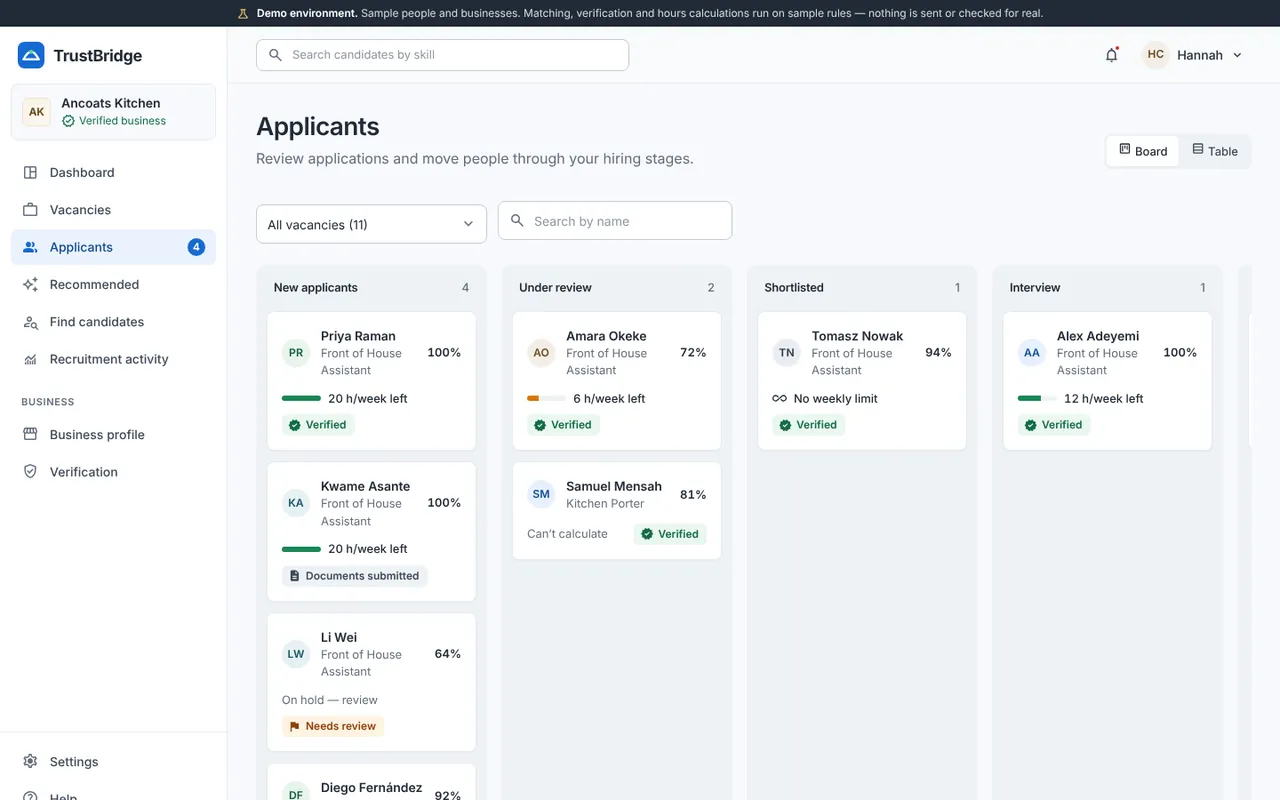 Demo environment. Sample people and businesses. Matching, verification and hours calculations run on sample rules — nothing is sent or checked for real.
TrustBridge
Search candidates by skill
HC
Hannah
AK
Ancoats Kitchen
Verified business
Dashboard
Vacancies
Applicants
4
Recommended
Find candidates
Recruitment activity
BUSINESS
Business profile
Verification
Settings
Help
Applicants
Review applications and move people through your hiring stages.
Board
Table
All vacancies (11)
Search by name
New applicants
4
PR
Priya Raman
Front of House
Assistant
100%
20 h/week left
Verified
KA
Kwame Asante
Front of House
Assistant
100%
20 h/week left
Documents submitted
LW
Li Wei
Front of House
Assistant
64%
On hold — review
Needs review
DF
Diego Fernández
92%
Under review
2
AO
Amara Okeke
Front of House
Assistant
72%
6 h/week left
Verified
SM
Samuel Mensah
Kitchen Porter
81%
Can't calculate
Verified
Shortlisted
1
TN
Tomasz Nowak
Front of House
Assistant
94%
No weekly limit
Verified
Interview
1
AA
Alex Adeyemi
Front of House
Assistant
100%
12 h/week left
Verified